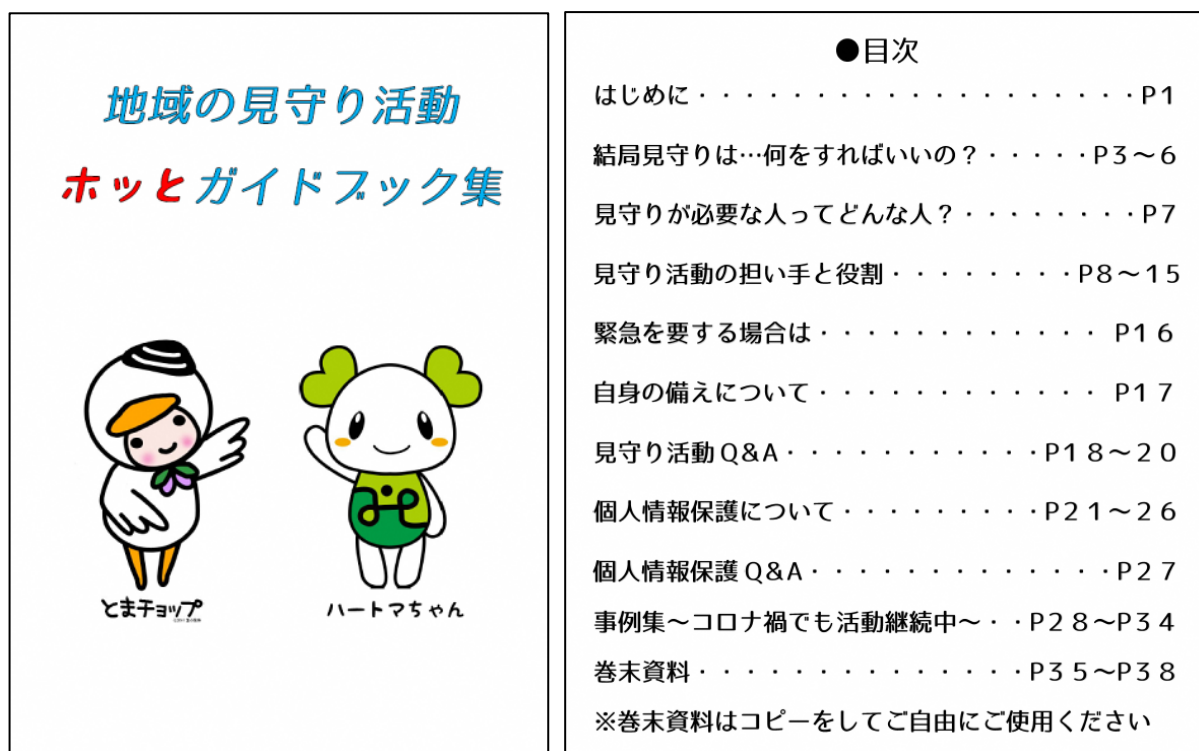 地域の見守り活動
ホッとガイドブック集
とまチョップ
ハートマちゃん
●目次
はじめに・・・・・・・・・・・・・・・・・・・P1
結局見守りは…何をすればいいの？・・・・・P3～6
見守りが必要な人ってどんな人？・・・・・・・・P7
見守り活動の担い手と役割・・・・・・・・P8～15
緊急を要する場合は・・・・・・・・・・・・・ P16
自身の備えについて・・・・・・・・・・・・・ P17
見守り活動Q&A・・・・・・・・・・・P18～20
個人情報保護について・・・・・・・・・P21～26
個人情報保護Q&A・・・・・・・・・・・・・P27
事例集～コロナ禍でも活動継続中～・・P28～P34
巻末資料・・・・・・・・・・・・・・P35～P38
※巻末資料はコピーをしてご自由にご使用ください